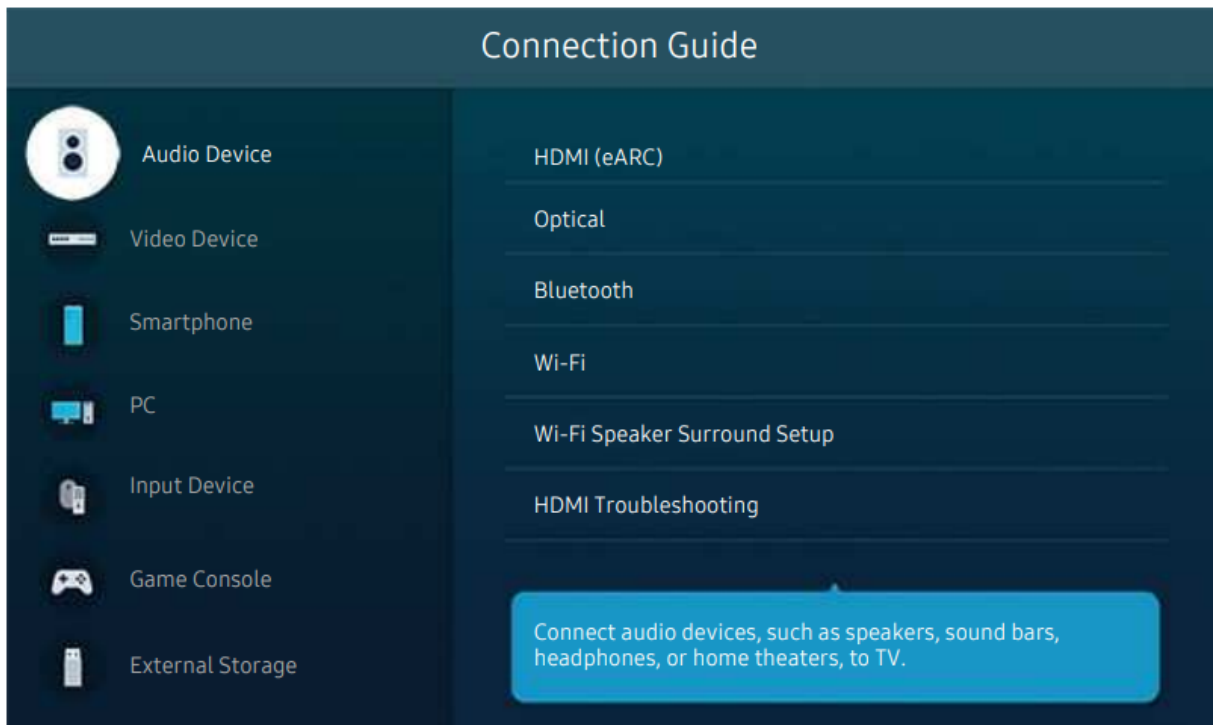 Connection Guide
Audio Device
Video Device
Smartphone
PC
Input Device
Game Console
External Storage
HDMI (eARC)
Optical
Bluetooth
Wi-Fi
Wi-Fi Speaker Surround Setup
HDMI Troubleshooting
Connect audio devices, such as speakers, sound bars,
headphones, or home theaters, to TV.